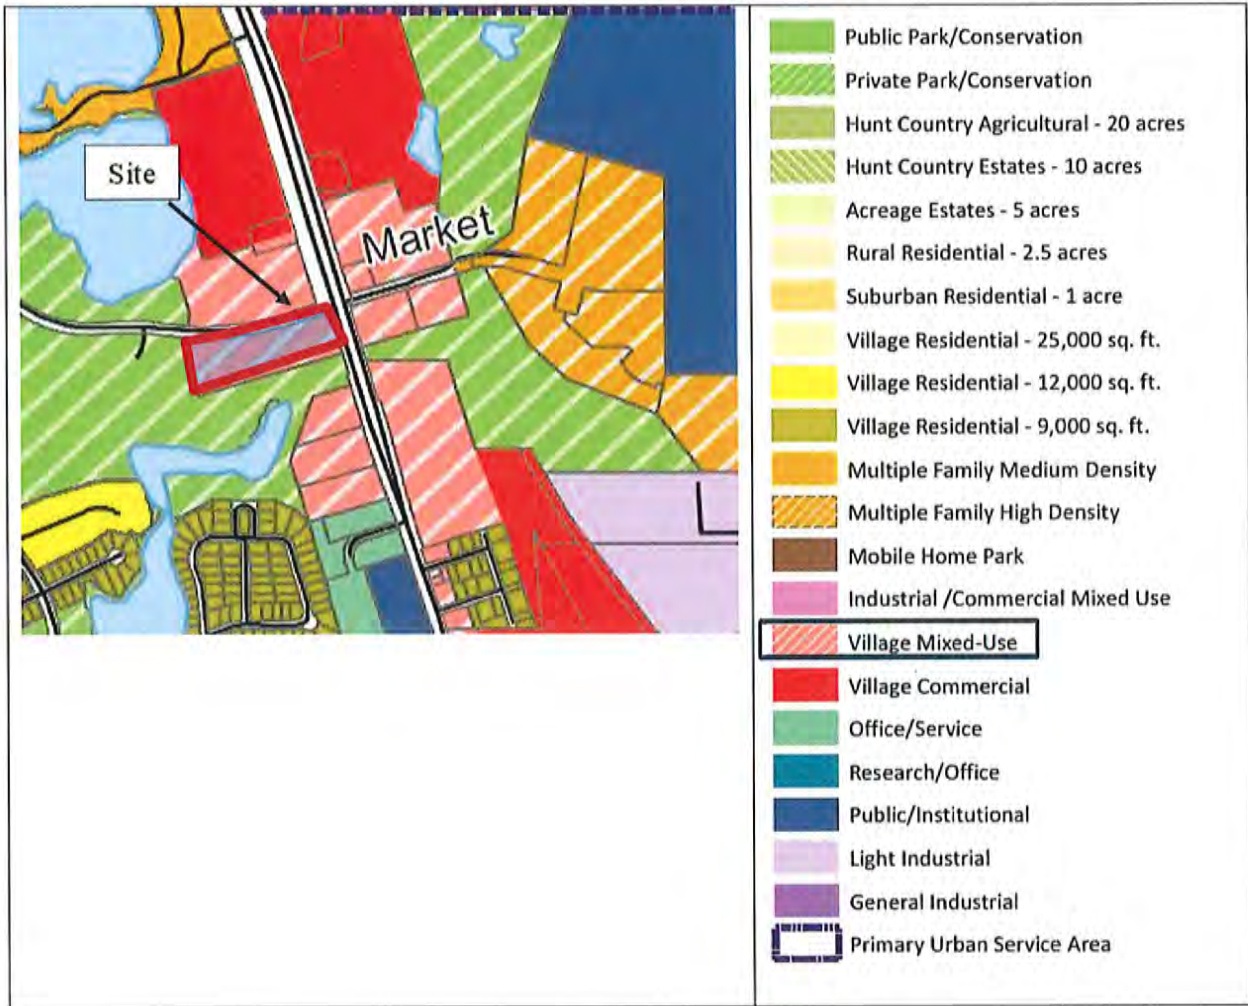 Site
Market
Public Park/Conservation
Private Park/Conservation
Hunt Country Agricultural - 20 acres
Hunt Country Estates - 10 acres
Acreage Estates - 5 acres
Rural Residential - 2.5 acres
Suburban Residential - 1 acre
Village Residential - 25,000 sq. ft.
Village Residential - 12,000 sq. ft.
Village Residential - 9,000 sq. ft.
Multiple Family Medium Density
Multiple Family High Density
Mobile Home Park
Industrial /Commercial Mixed Use
Village Mixed-Use
Village Commercial
Office/Service
Research/Office
Public/Institutional
Light Industrial
General Industrial
Primary Urban Service Area